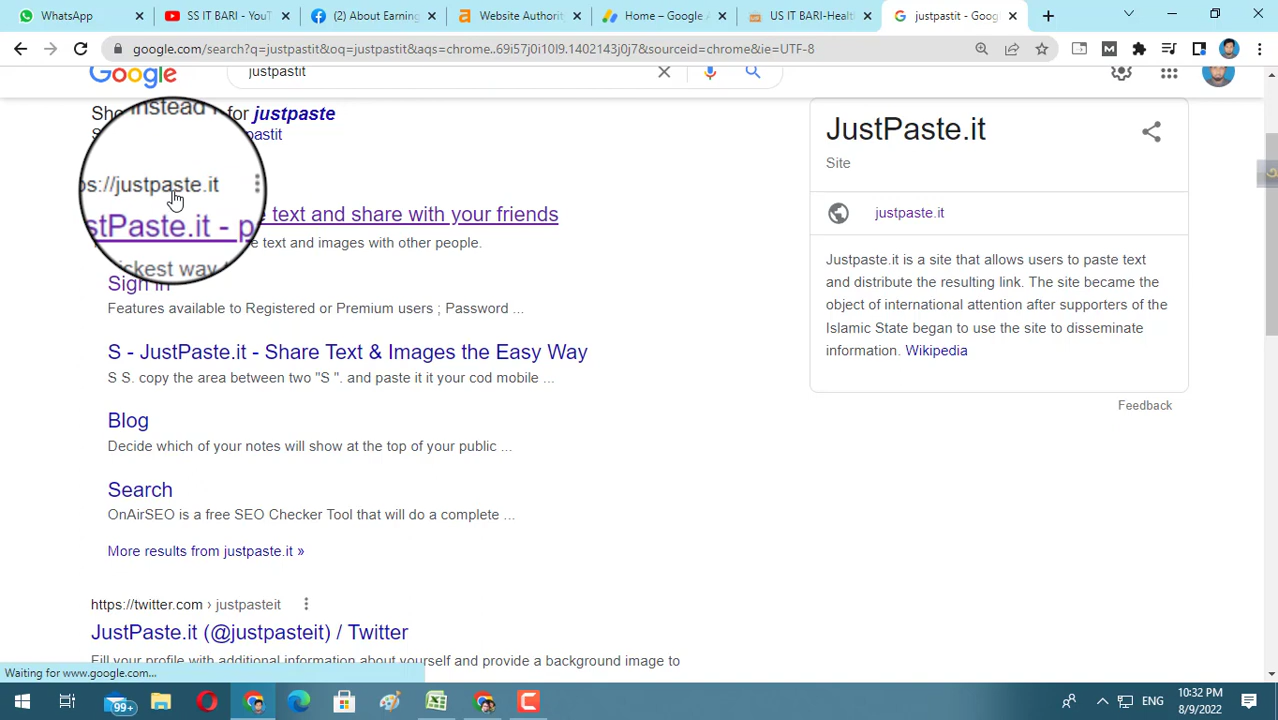 WhatsApp
SS IT BARI - YouT
(2) About Earning
Website Authority
Home – Google A
US IT BARI-Health
justpastit - Goog
google.com/search?q=justpastit&oq=justpastit&aqs=chrome..69i57j0i10l9.1402143j0j7&sourceid=chrome&ie=UTF-8
Google
justpastit
instead for justpaste
pastit
https://justpaste.it
JustPaste.it - text and share with your friends
e text and images with other people.
ickest way
Sign in
Features available to Registered or Premium users ; Password ...
S - JustPaste.it - Share Text & Images the Easy Way
S S. copy the area between two "S ". and paste it it your cod mobile ...
Blog
Decide which of your notes will show at the top of your public ...
Search
OnAirSEO is a free SEO Checker Tool that will do a complete ...
More results from justpaste.it »
https://twitter.com › justpasteit
JustPaste.it (@justpasteit) / Twitter
Fill your profile with additional information about yourself and provide a background image to
JustPaste.it
Site
justpaste.it
Justpaste.it is a site that allows users to paste text
and distribute the resulting link. The site became the
object of international attention after supporters of the
Islamic State began to use the site to disseminate
information. Wikipedia
Feedback
Waiting for www.google.com...
99+
ENG
10:32 PM
8/9/2022